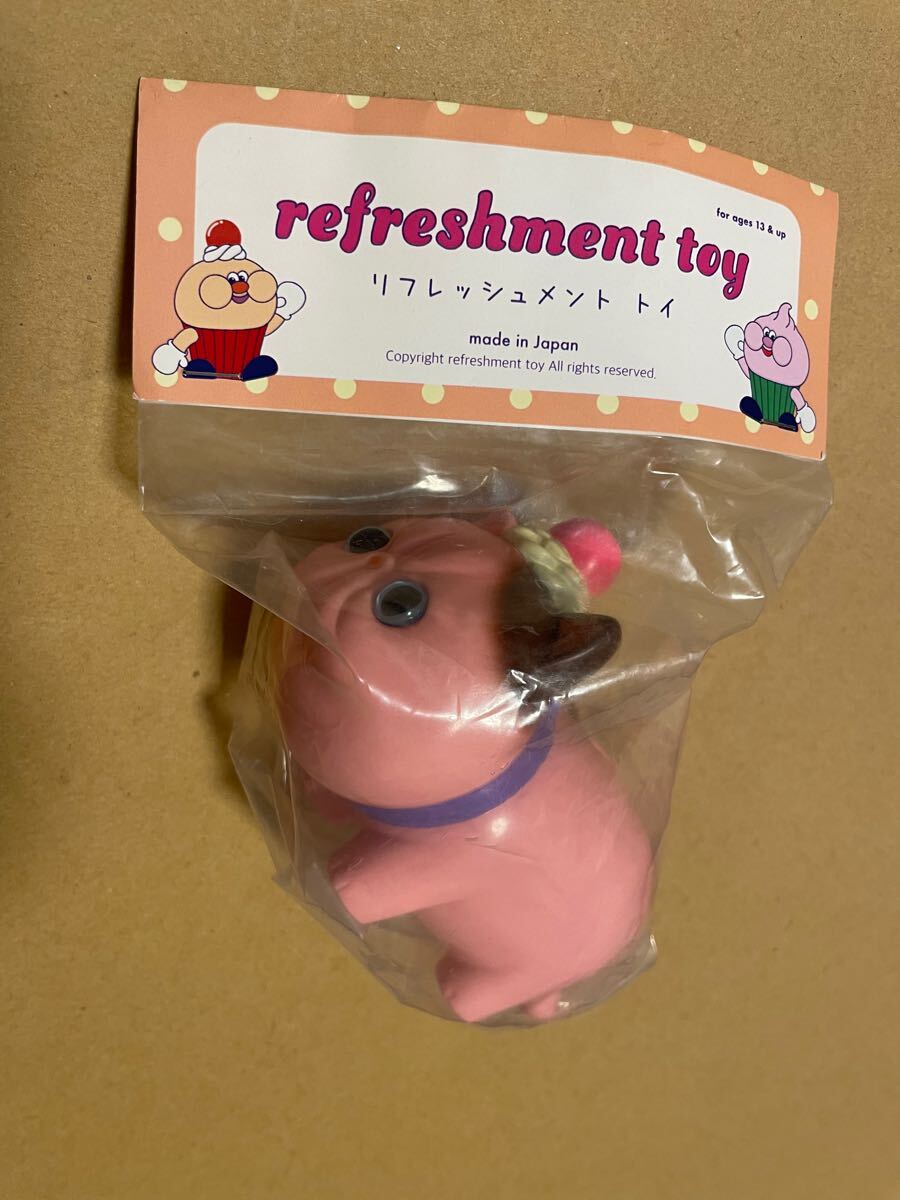 for ages 13 & up
refreshment toy
リフレッシュメント トイ
made in Japan
Copyright refreshment toy All rights reserved.